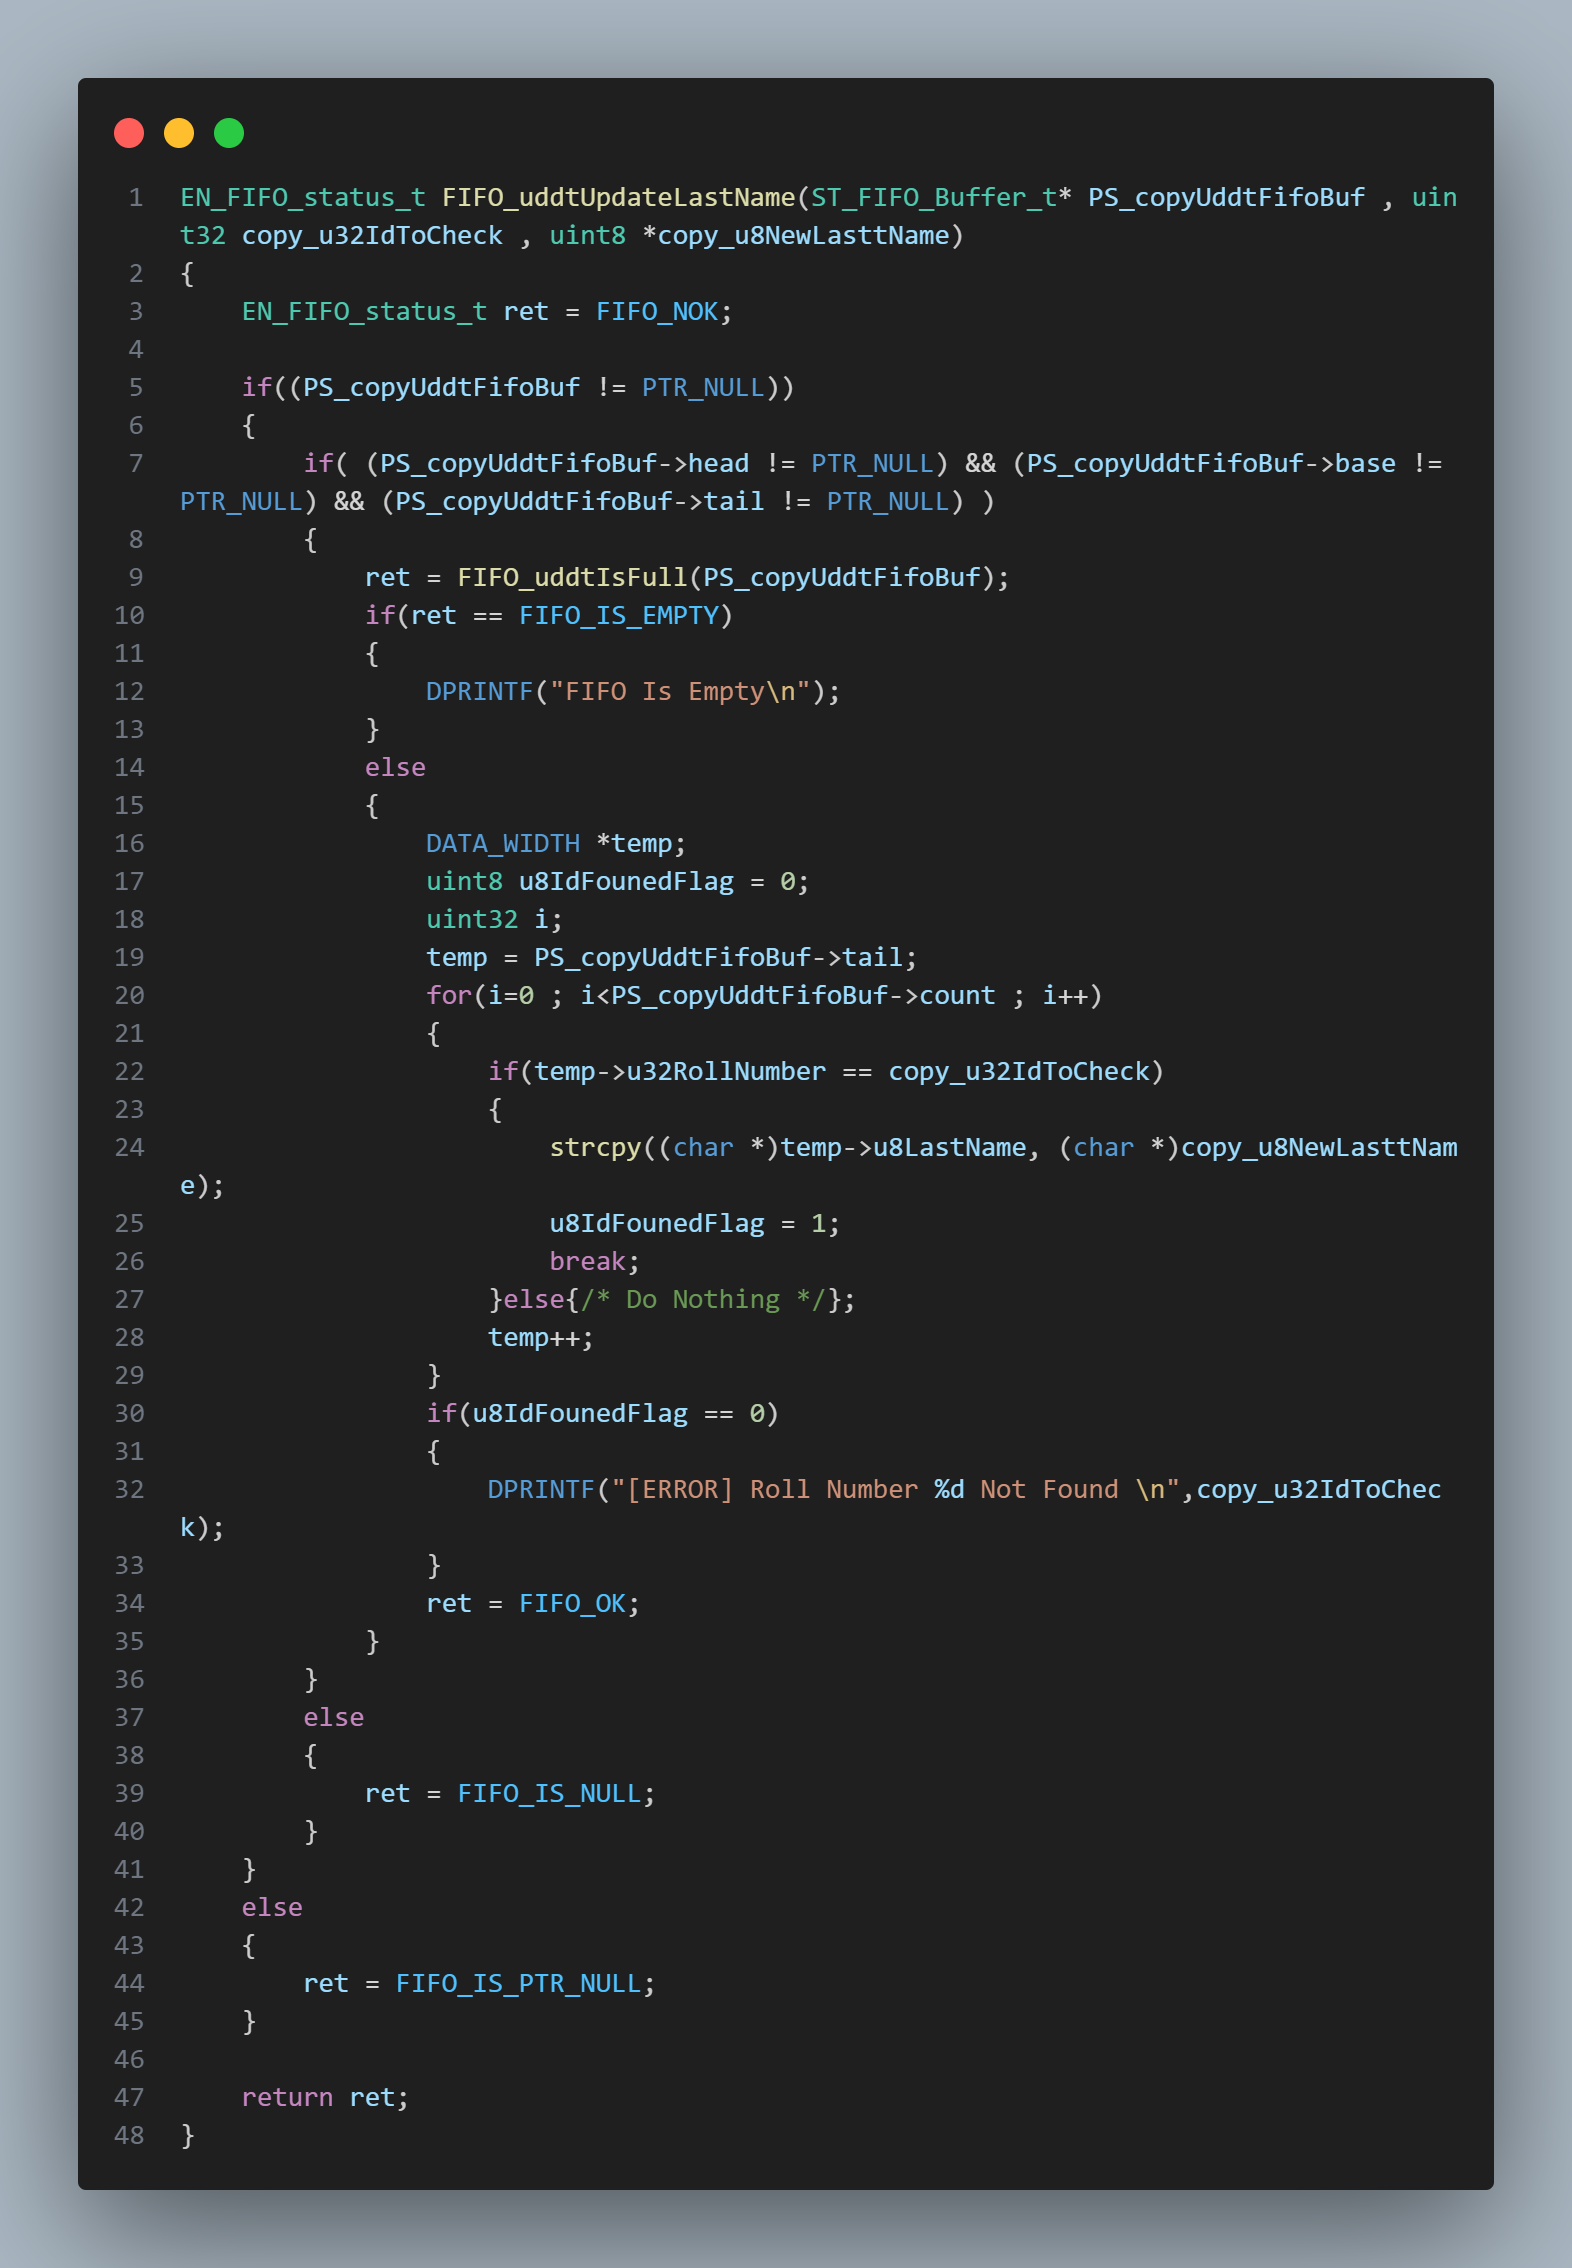 1 EN_FIFO_status_t FIFO_uddtUpdateLastName(ST_FIFO_Buffer_t* PS_copyUddtFifoBuf , uin
t32 copy_u32IdToCheck , uint8 *copy_u8NewLasttName)
2 {
3     EN_FIFO_status_t ret = FIFO_NOK;
4
5     if((PS_copyUddtFifoBuf != PTR_NULL))
6     {
7         if( (PS_copyUddtFifoBuf->head != PTR_NULL) && (PS_copyUddtFifoBuf->base !=
PTR_NULL) && (PS_copyUddtFifoBuf->tail != PTR_NULL) )
8         {
9             ret = FIFO_uddtIsFull(PS_copyUddtFifoBuf);
10             if(ret == FIFO_IS_EMPTY)
11             {
12                 DPRINTF("FIFO Is Empty\n");
13             }
14             else
15             {
16                 DATA_WIDTH *temp;
17                 uint8 u8IdFounedFlag = 0;
18                 uint32 i;
19                 temp = PS_copyUddtFifoBuf->tail;
20                 for(i=0 ; i<PS_copyUddtFifoBuf->count ; i++)
21                 {
22                     if(temp->u32RollNumber == copy_u32IdToCheck)
23                     {
24                         strcpy((char *)temp->u8LastName, (char *)copy_u8NewLasttNam
e);
25                         u8IdFounedFlag = 1;
26                         break;
27                     }else{/* Do Nothing */};
28                     temp++;
29                 }
30                 if(u8IdFounedFlag == 0)
31                 {
32                     DPRINTF("[ERROR] Roll Number %d Not Found \n",copy_u32IdToChec
k);
33                 }
34                 ret = FIFO_OK;
35             }
36         }
37         else
38         {
39             ret = FIFO_IS_NULL;
40         }
41     }
42     else
43     {
44         ret = FIFO_IS_PTR_NULL;
45     }
46
47     return ret;
48 }